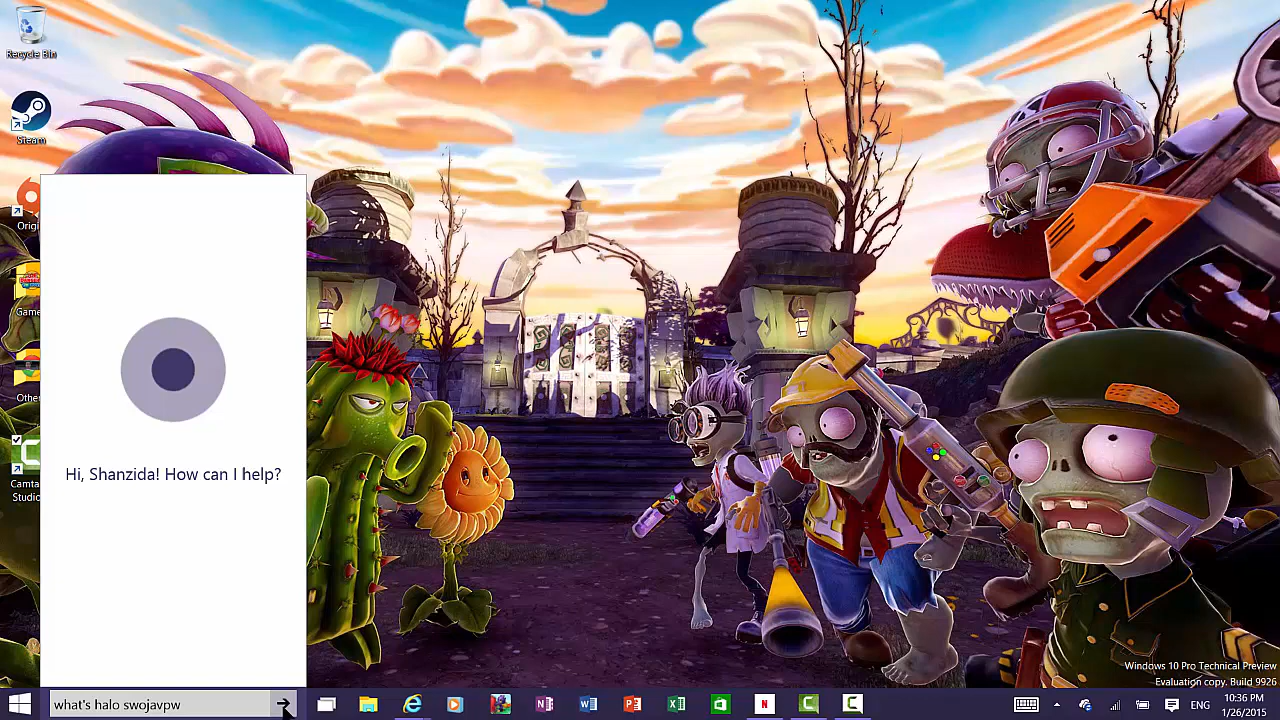 Recycle Bin
Steam
Origi
Game
Other
Camta
Studio
Hi, Shanzida! How can I help?
Windows 10 Pro Technical Preview
Evaluation copy. Build 9926
what's halo swojavpw
ENG
10:36 PM
1/26/2015